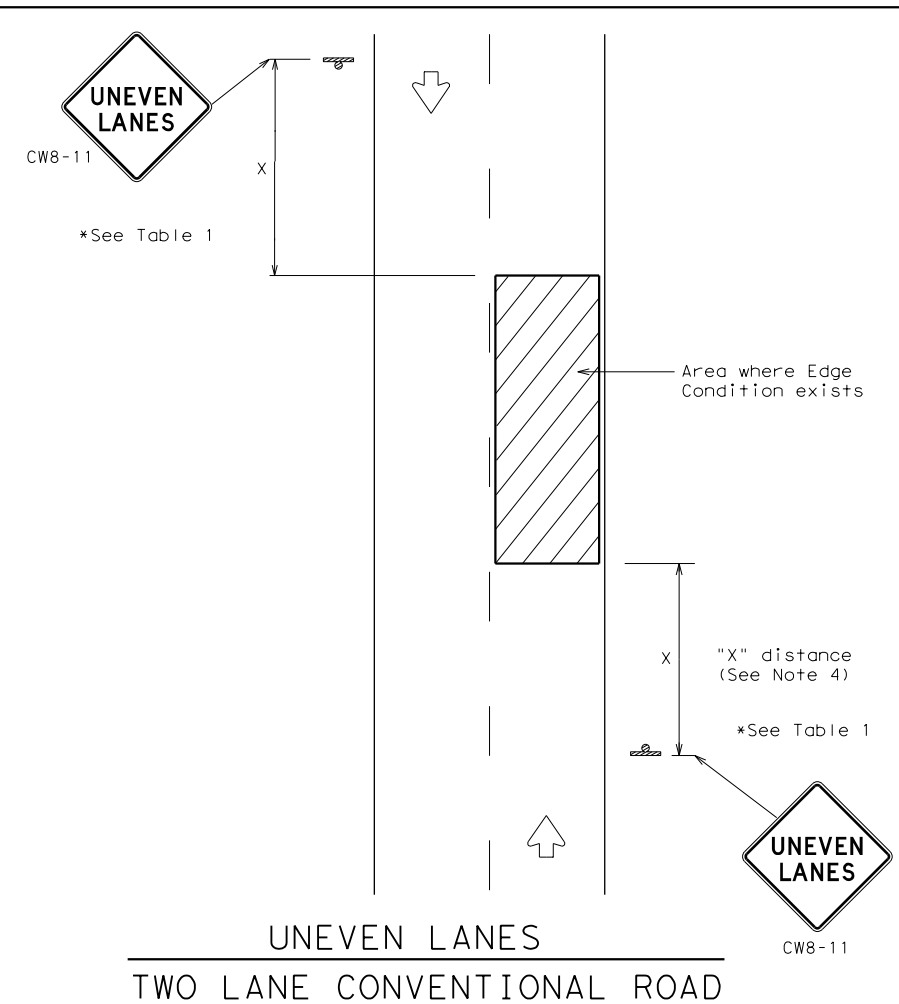 UNEVEN
LANES
CW8-11
X
*See Table 1
Area where Edge
Condition exists
X
"X" distance
(See Note 4)
*See Table 1
UNEVEN
LANES
CW8-11
UNEVEN LANES
TWO LANE CONVENTIONAL ROAD